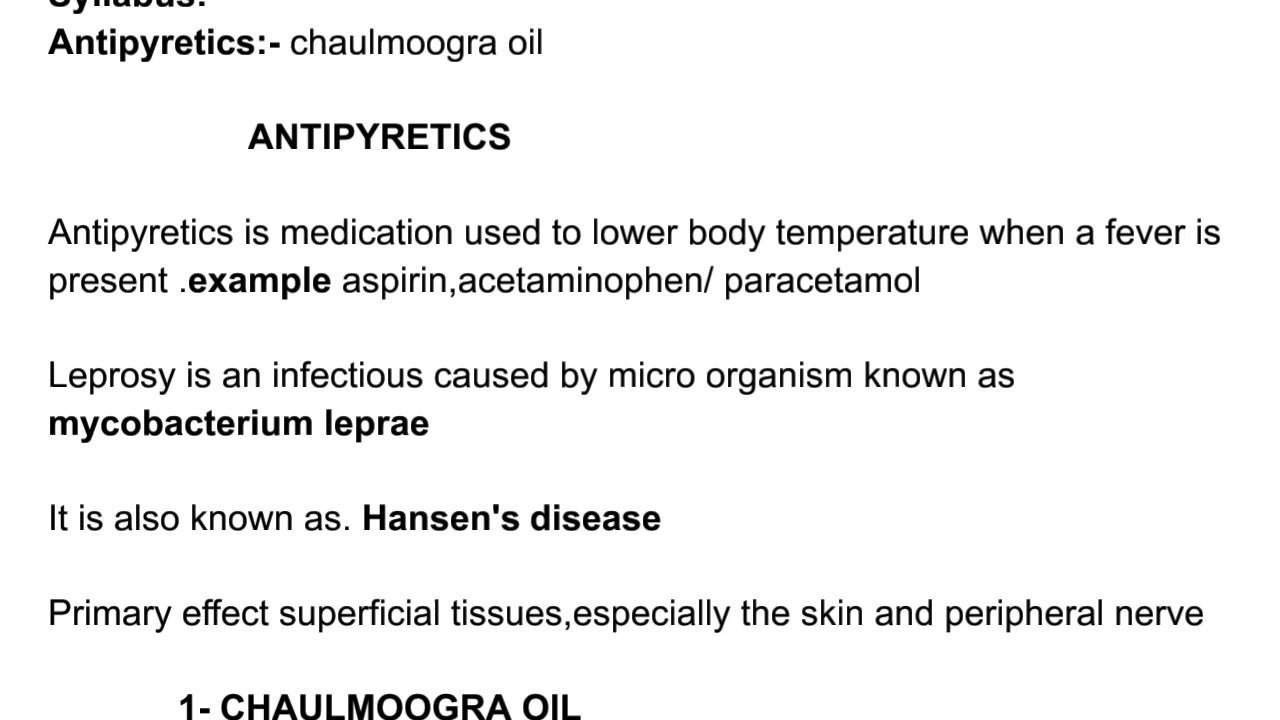 Syllabus:
Antipyretics:- chaulmoogra oil
ANTIPYRETICS
Antipyretics is medication used to lower body temperature when a fever is
present .example aspirin,acetaminophen/ paracetamol
Leprosy is an infectious caused by micro organism known as
mycobacterium leprae
It is also known as. Hansen's disease
Primary effect superficial tissues,especially the skin and peripheral nerve
1- CHAULMOOGRA OIL